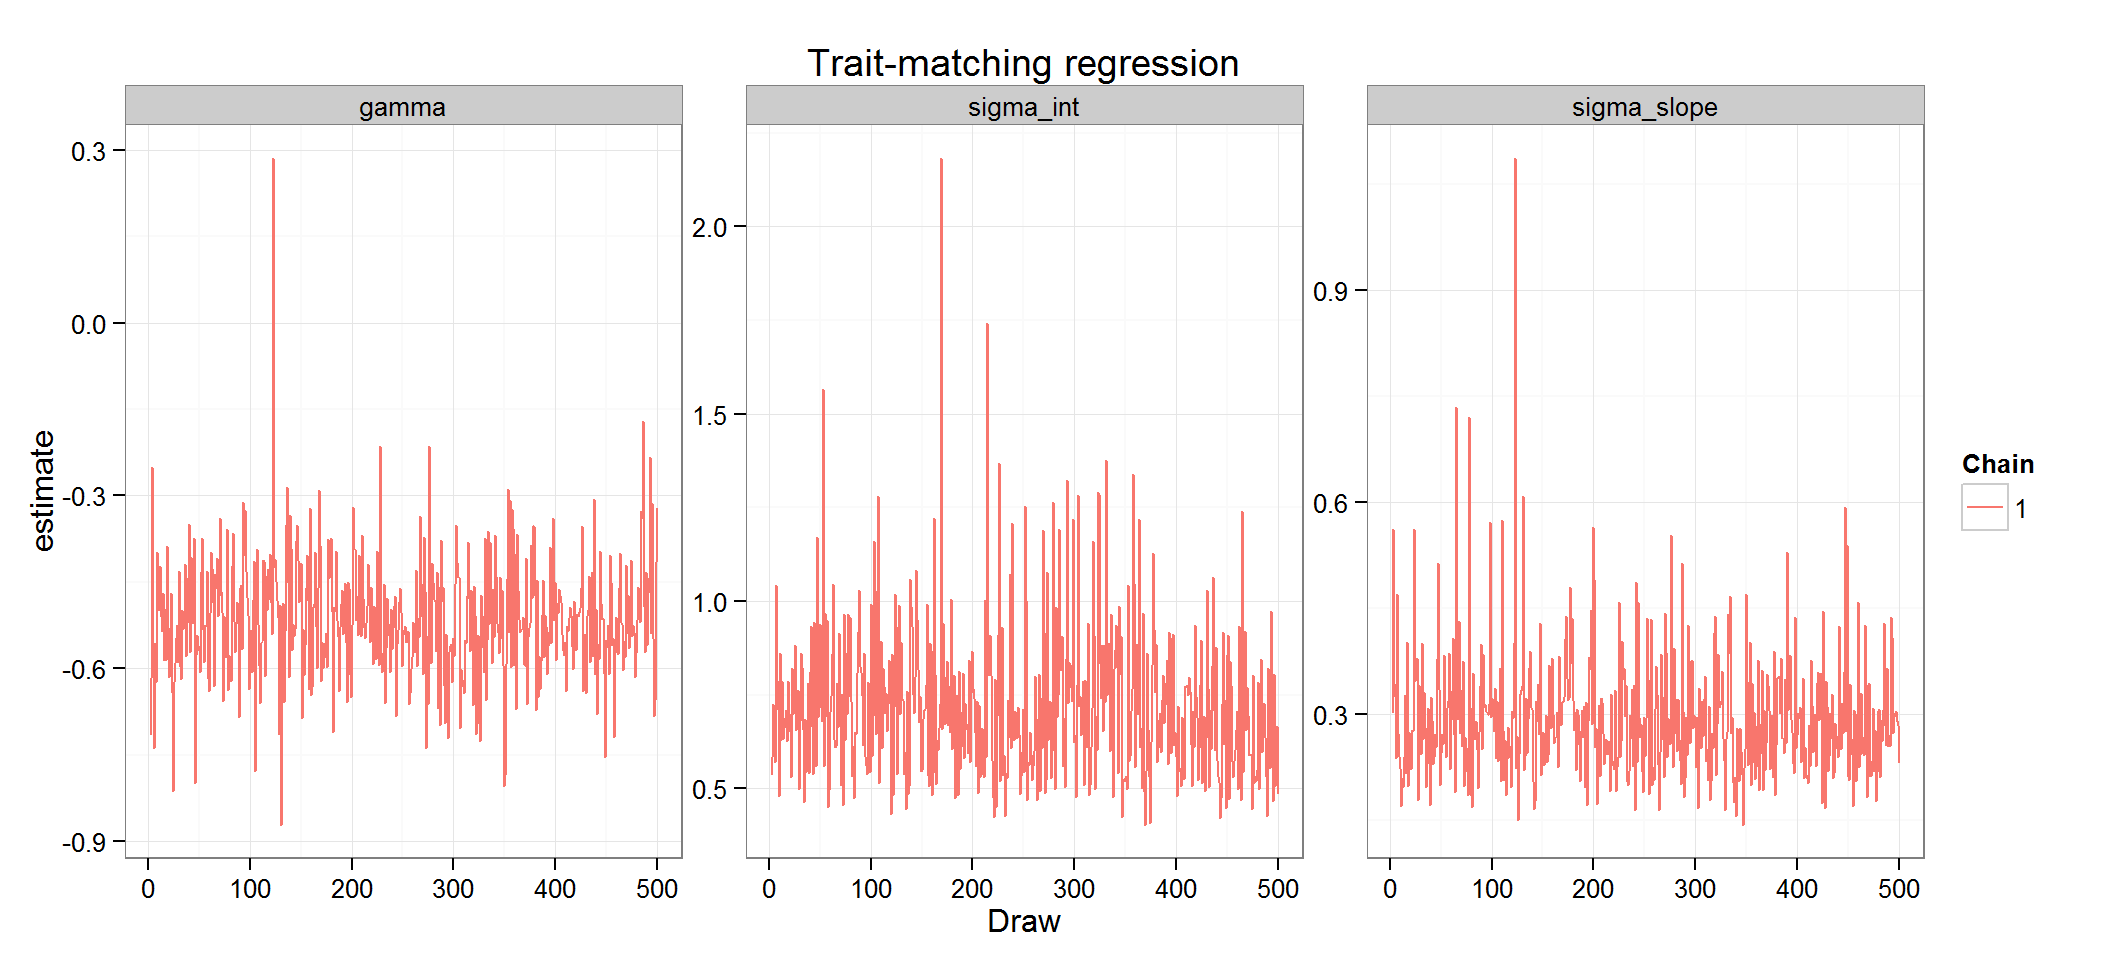 Trait-matching regression
gamma
sigma_int
sigma_slope
0.3
0.0
-0.3
-0.6
-0.9
2.0
1.5
1.0
0.5
0.9
0.6
0.3
estimate
0 100 200 300 400 500
0 100 200 300 400 500
0 100 200 300 400 500
Draw
Chain
1